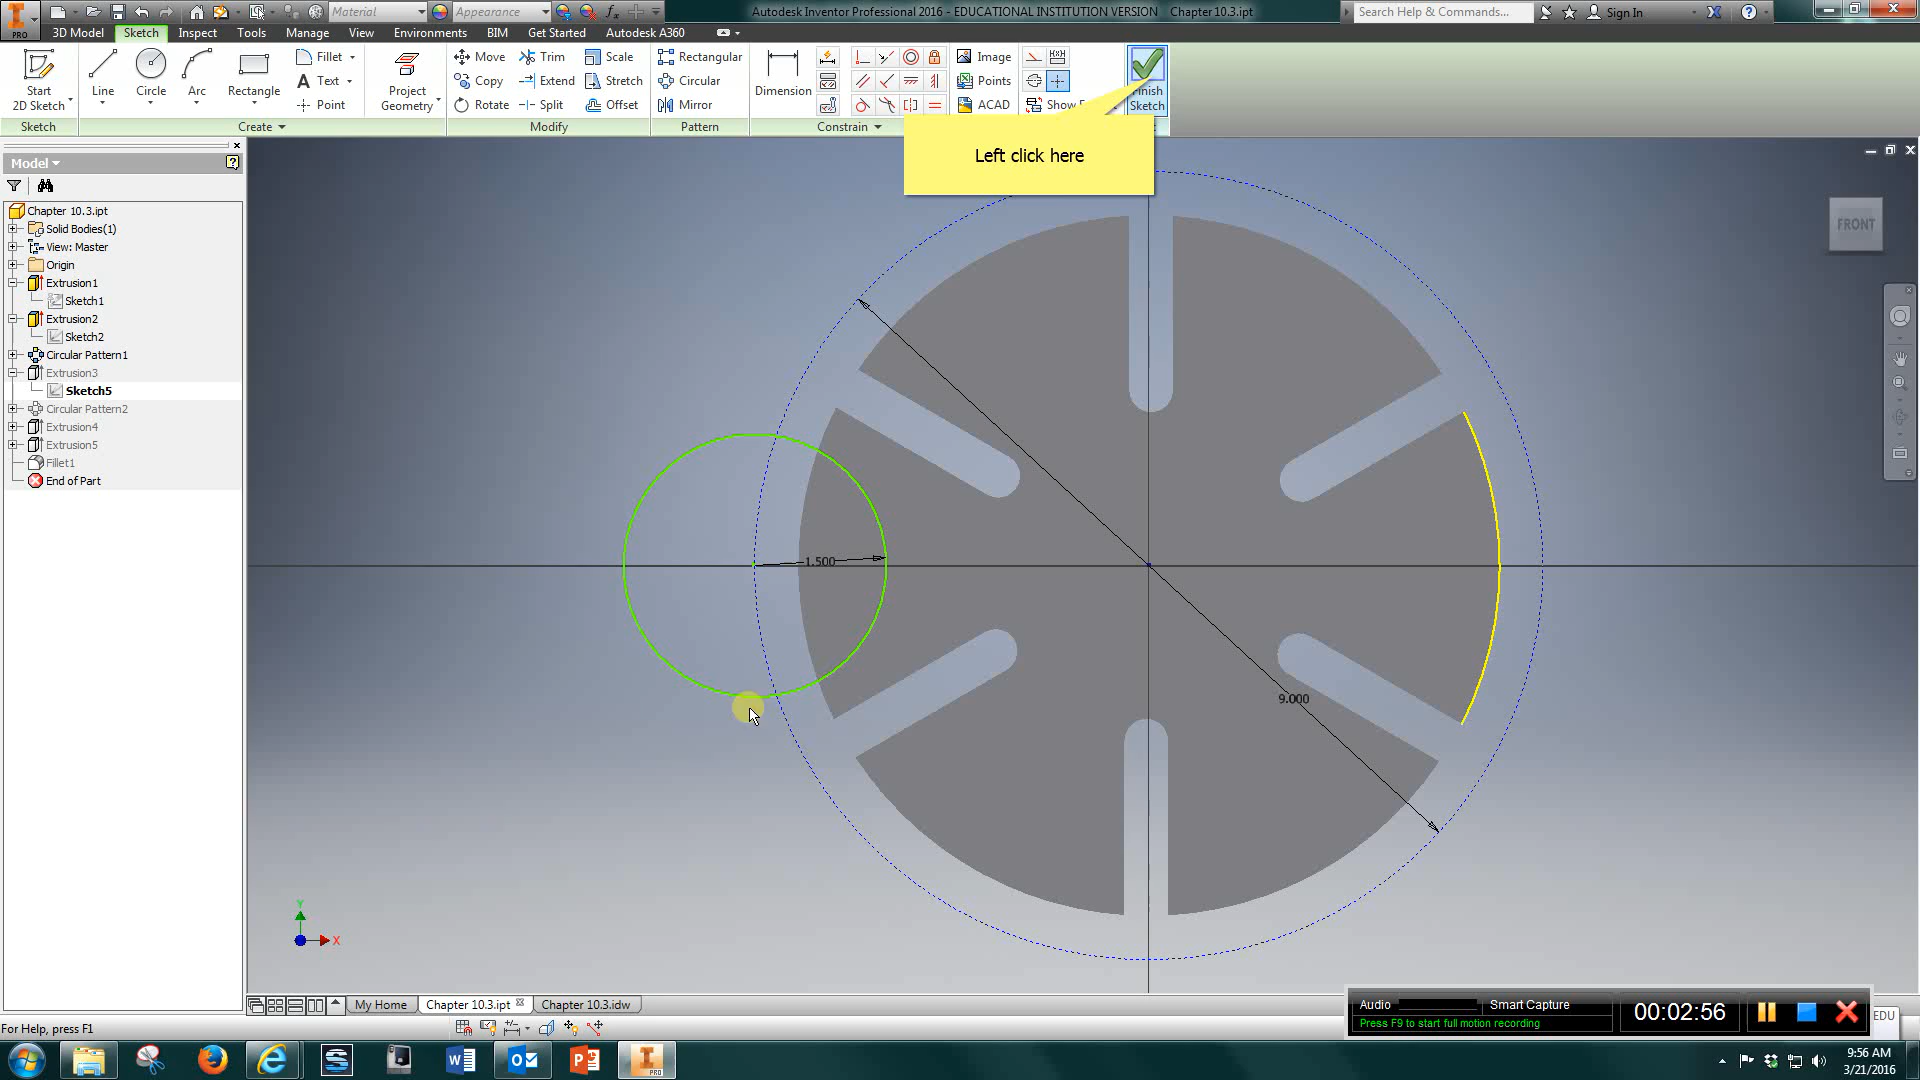 Material
Appearance
Autodesk Inventor Professional 2016 - EDUCATIONAL INSTITUTION VERSION Chapter 10.3.ipt
Search Help & Commands...
Sign In
PRO
3D Model
Sketch
Inspect
Tools
Manage
View
Environments
BIM
Get Started
Autodesk A360
Start
2D Sketch
Line
Circle
Arc
Rectangle
Fillet
Text
Point
Project
Geometry
Move
Copy
Rotate
Trim
Extend
Split
Scale
Stretch
Offset
Rectangular
Circular
Mirror
Dimension
Image
Points
ACAD
Show
Finish
Sketch
Sketch
Create
Modify
Pattern
Constrain
Left click here
Model
Chapter 10.3.ipt
Solid Bodies(1)
View: Master
Origin
Extrusion1
Sketch1
Extrusion2
Sketch2
Circular Pattern1
Extrusion3
Sketch5
Circular Pattern2
Extrusion4
Extrusion5
Fillet1
End of Part
FRONT
1.500
9.000
Y
X
My Home
Chapter 10.3.ipt
Chapter 10.3.idw
For Help, press F1
Audio
Smart Capture
Press F9 to start full motion recording
00:02:56
EDU
9:56 AM
3/21/2016